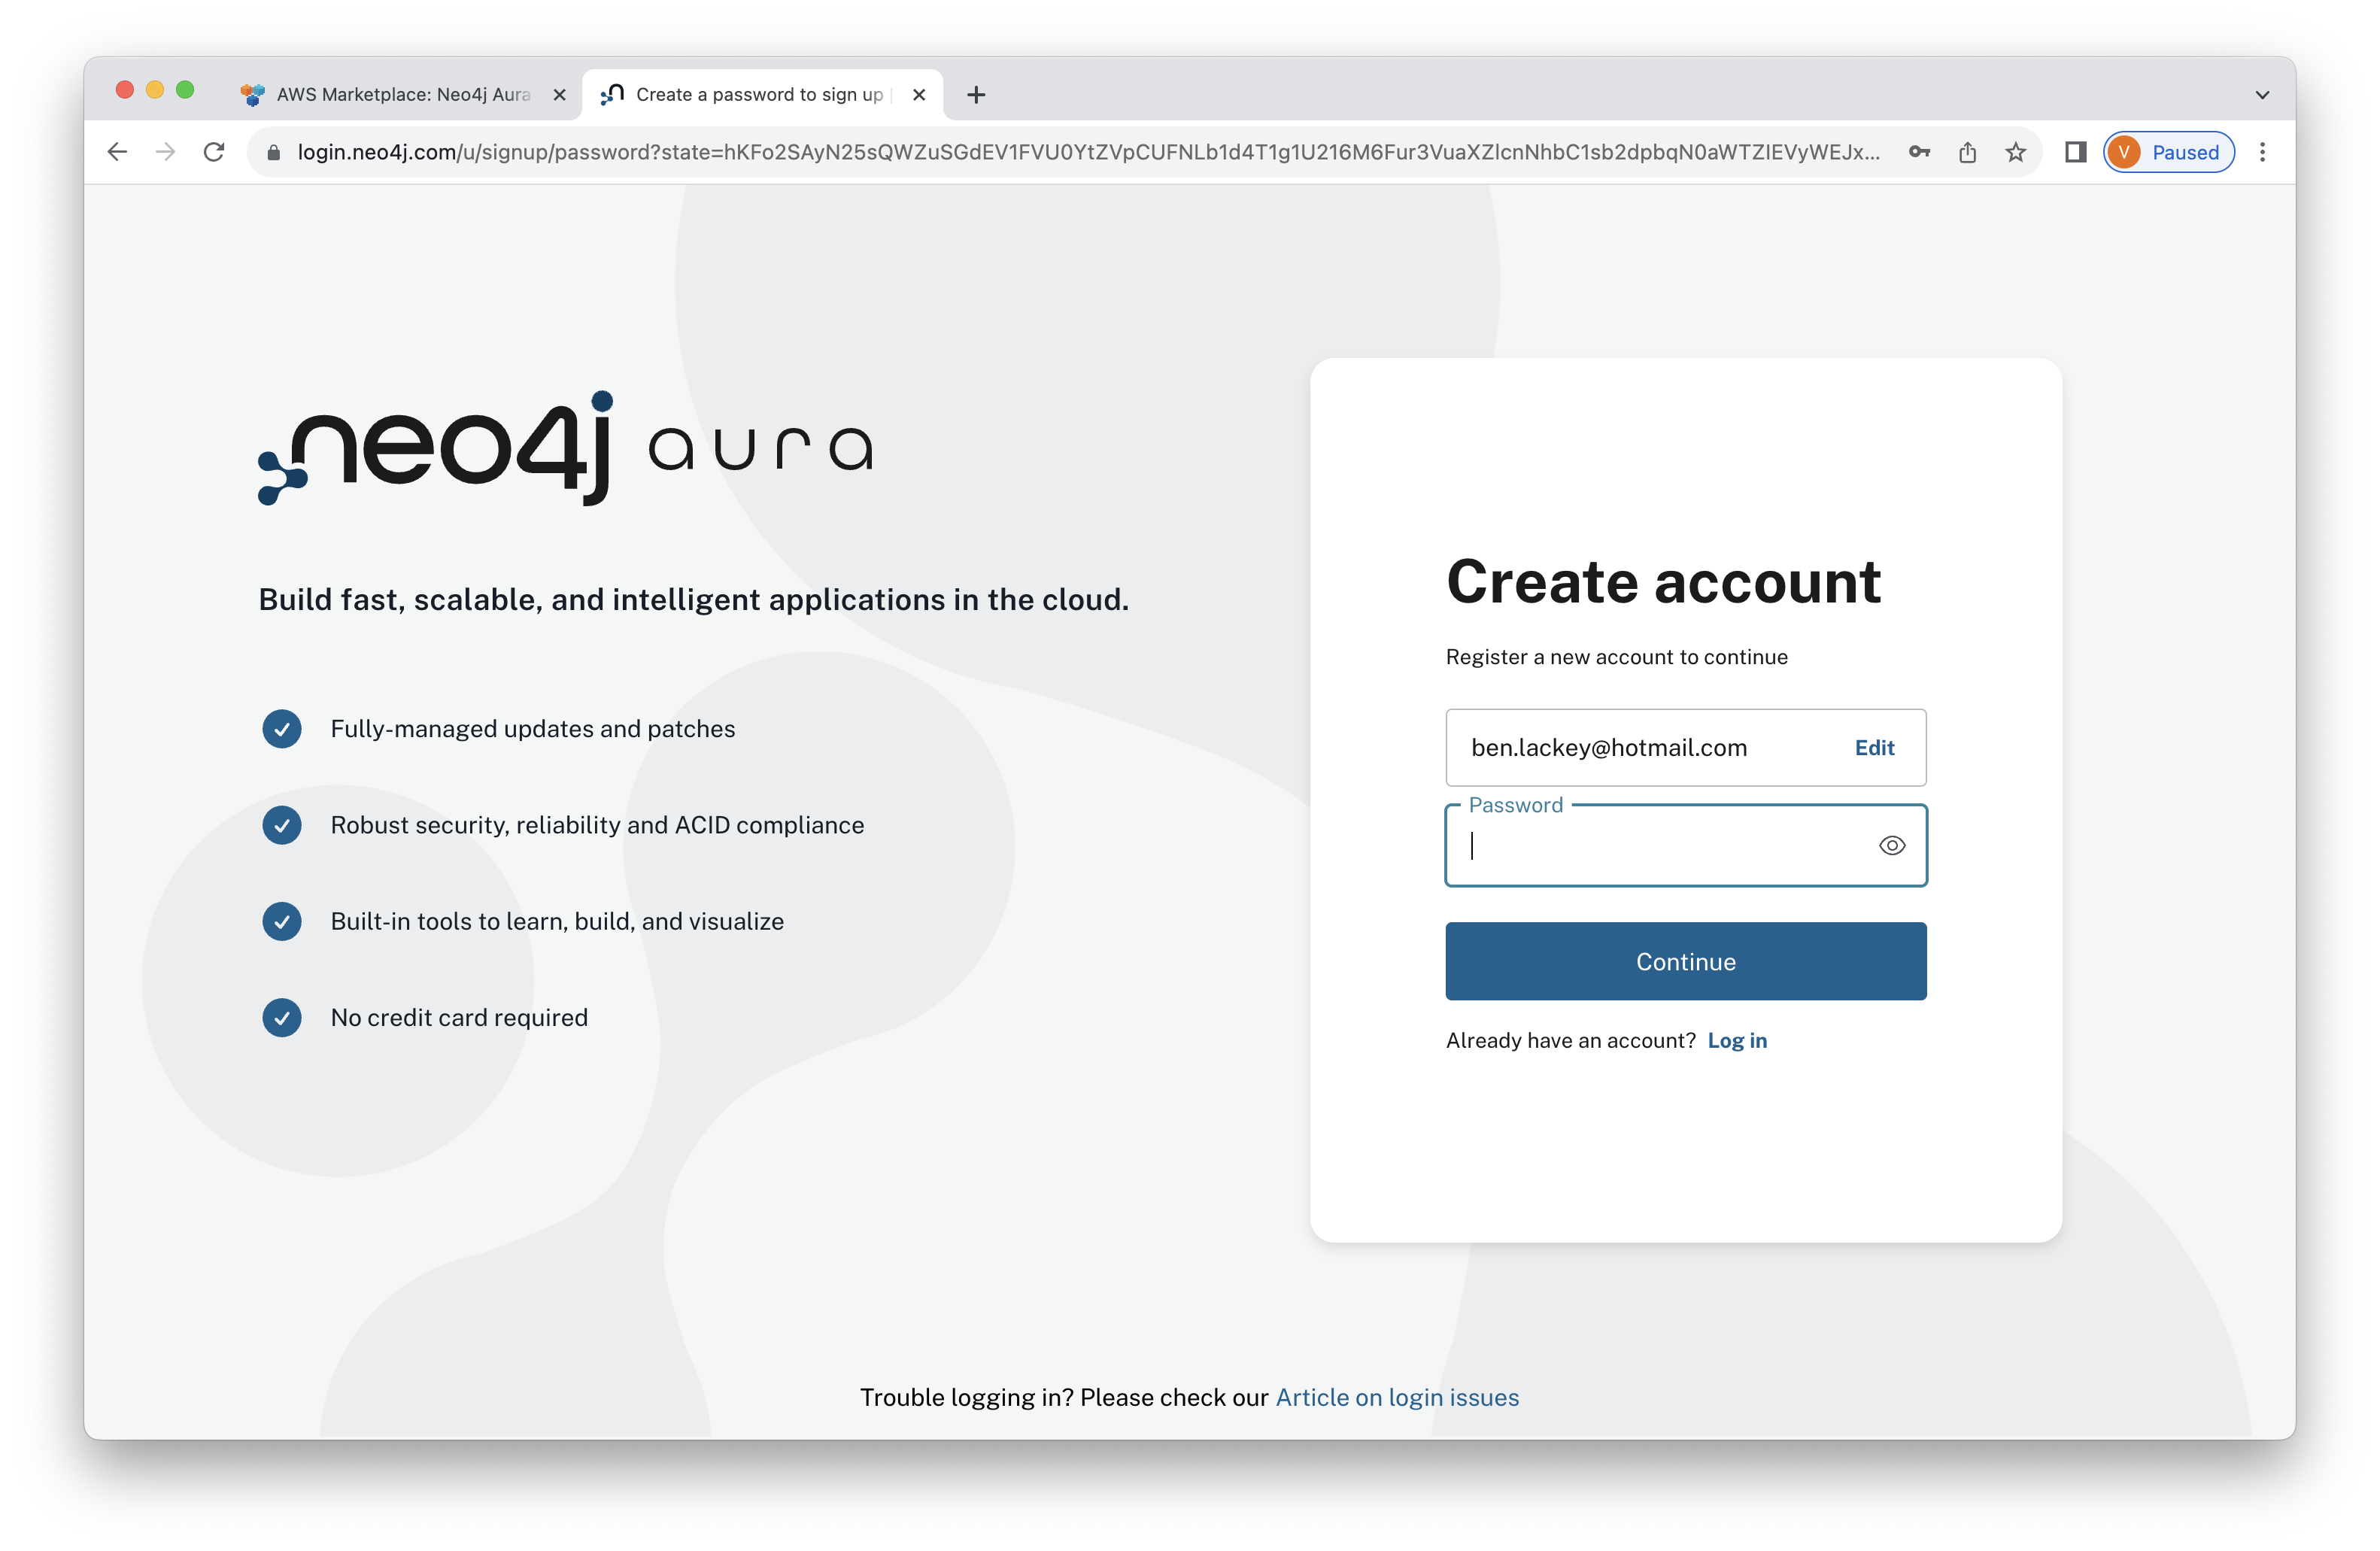 AWS Marketplace: Neo4j Aura
Create a password to sign up
login.neo4j.com/u/signup/password?state=hKFo2SAyN25sQWZuSGdEV1FVU0YtZVpCUFNLb1d4T1g1U216M6Fur3VuaXZlcnNhbC1sb2dpbqN0aWTZIEVyWEJx...
V
Paused
neo4j aura
Build fast, scalable, and intelligent applications in the cloud.
Fully-managed updates and patches
Robust security, reliability and ACID compliance
Built-in tools to learn, build, and visualize
No credit card required
Create account
Register a new account to continue
ben.lackey@hotmail.com Edit
Password
Continue
Already have an account? Log in
Trouble logging in? Please check our Article on login issues